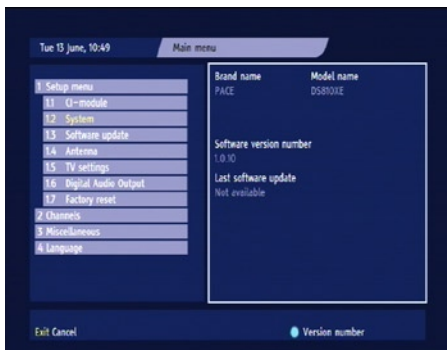 Tue 13 June, 10:49
Main menu
1 Setup menu
1.1 CI-module
1.2 System
1.3 Software update
1.4 Antenna
1.5 TV settings
1.6 Digital Audio Output
1.7 Factory reset
2 Channels
3 Miscellaneous
4 Language
Brand name Model name
PACE DS810XE
Software version number
1.0.10
Last software update
Not available
Exit Cancel
Version number